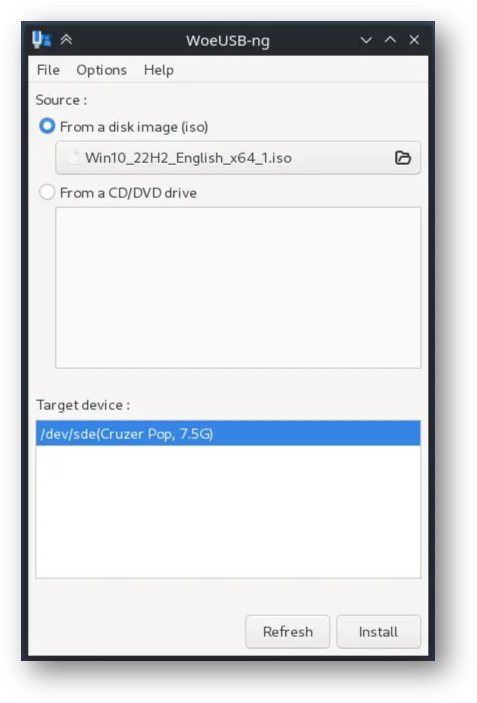 WoeUSB-ng
File Options Help
Source :
From a disk image (iso)
Win10_22H2_English_x64_1.iso
From a CD/DVD drive
Target device :
/dev/sde(Cruzer Pop, 7.5G)
Refresh Install